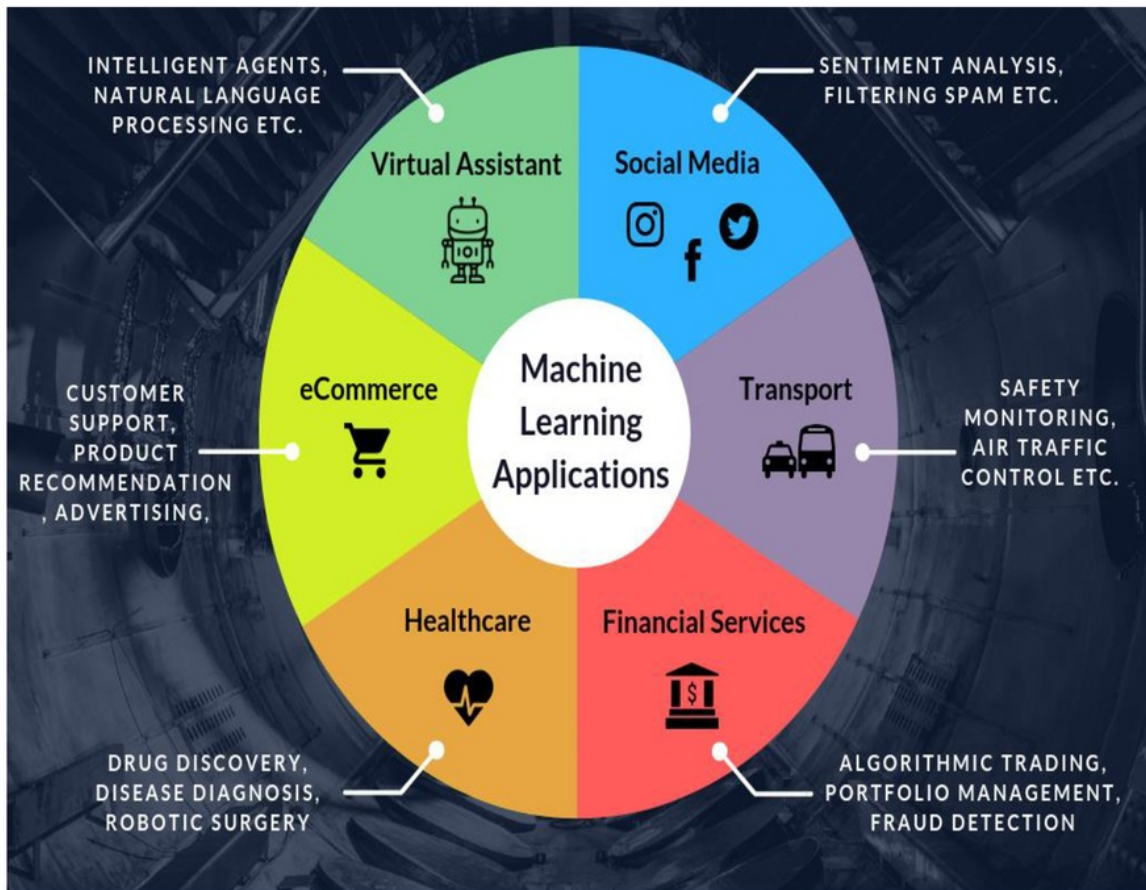 INTELLIGENT AGENTS,
NATURAL LANGUAGE
PROCESSING ETC.
SENTIMENT ANALYSIS,
FILTERING SPAM ETC.
Virtual Assistant
Social Media
f
eCommerce
Machine
Learning
Applications
Transport
CUSTOMER
SUPPORT,
PRODUCT
RECOMMENDATION
, ADVERTISING,
SAFETY
MONITORING,
AIR TRAFFIC
CONTROL ETC.
Healthcare
Financial Services
$
DRUG DISCOVERY,
DISEASE DIAGNOSIS,
ROBOTIC SURGERY
ALGORITHMIC TRADING,
PORTFOLIO MANAGEMENT,
FRAUD DETECTION